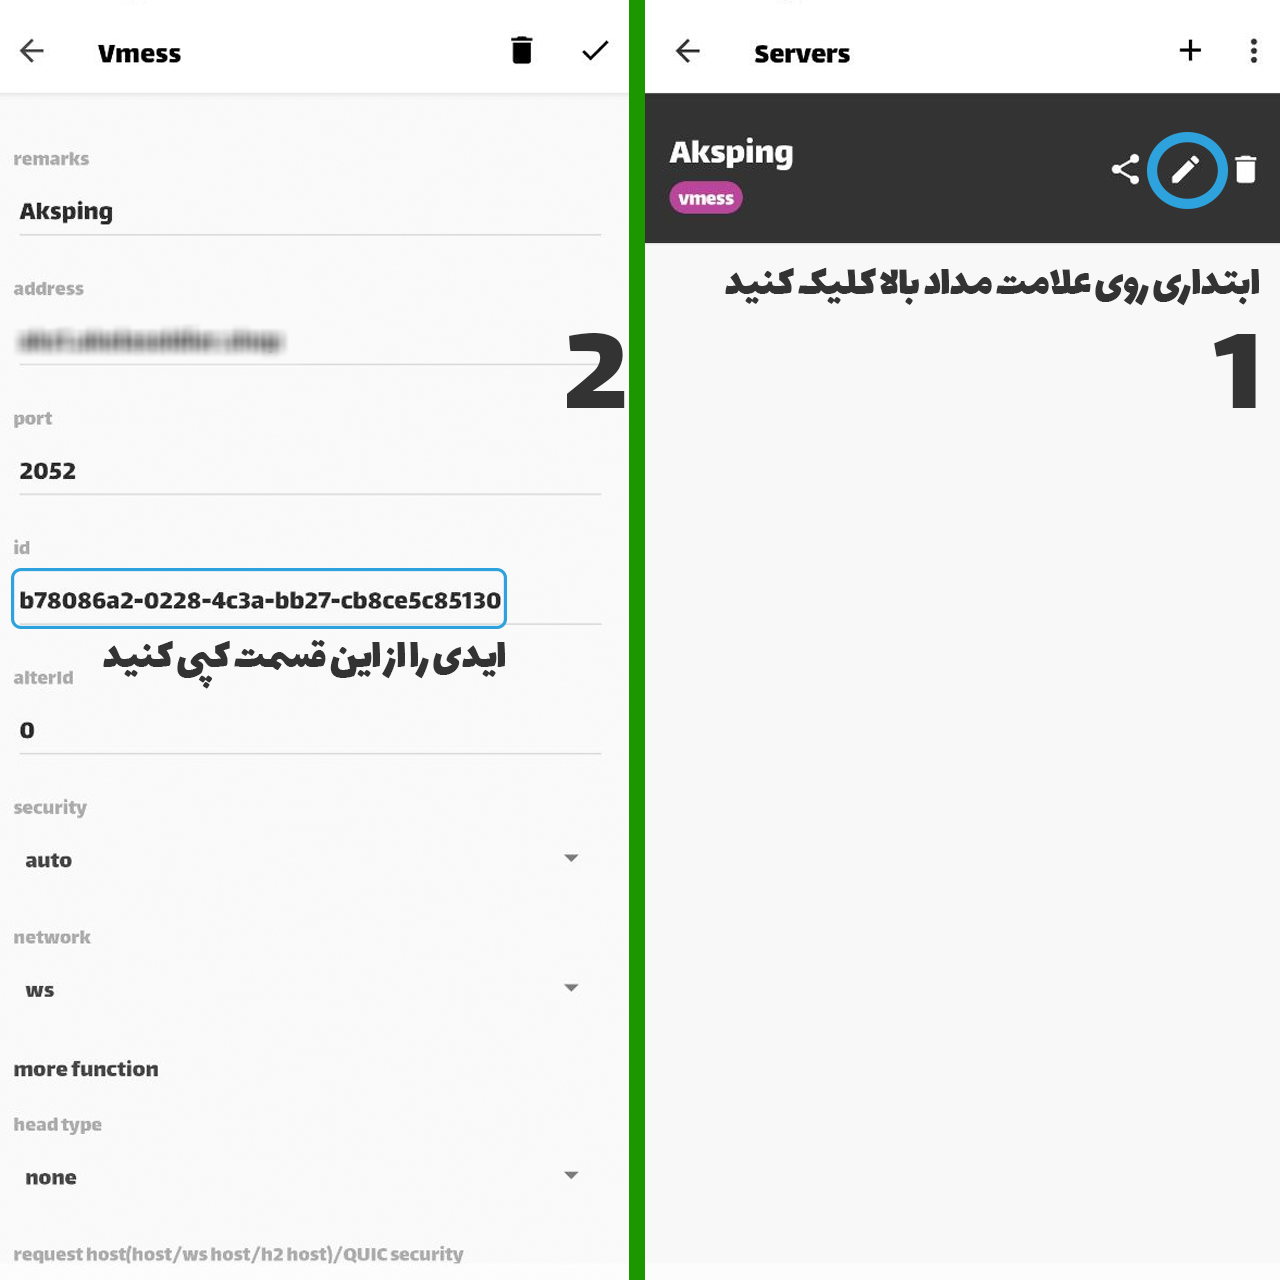 Vmess
remarks
Aksping
address
port
2052
id
b78086a2-0228-4c3a-bb27-cb8ce5c85130
ایدی را از این قسمت کپی کنید
alterId
0
security
auto
network
ws
more function
head type
none
request host(host/ws host/h2 host)/QUIC security
2
Servers
Aksping
vmess
ابتداری روی علامت مداد بالا کلیک کنید
1